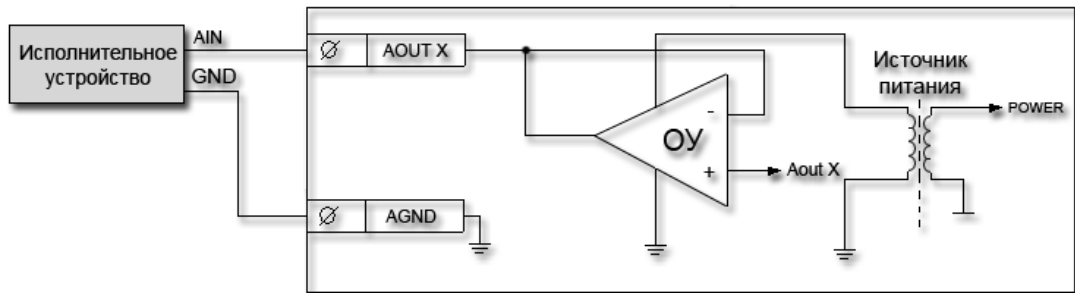 Исполнительное
устройство
AIN
GND
AOUT X
AGND
ОУ
-
+
Aout X
Источник
питания
POWER